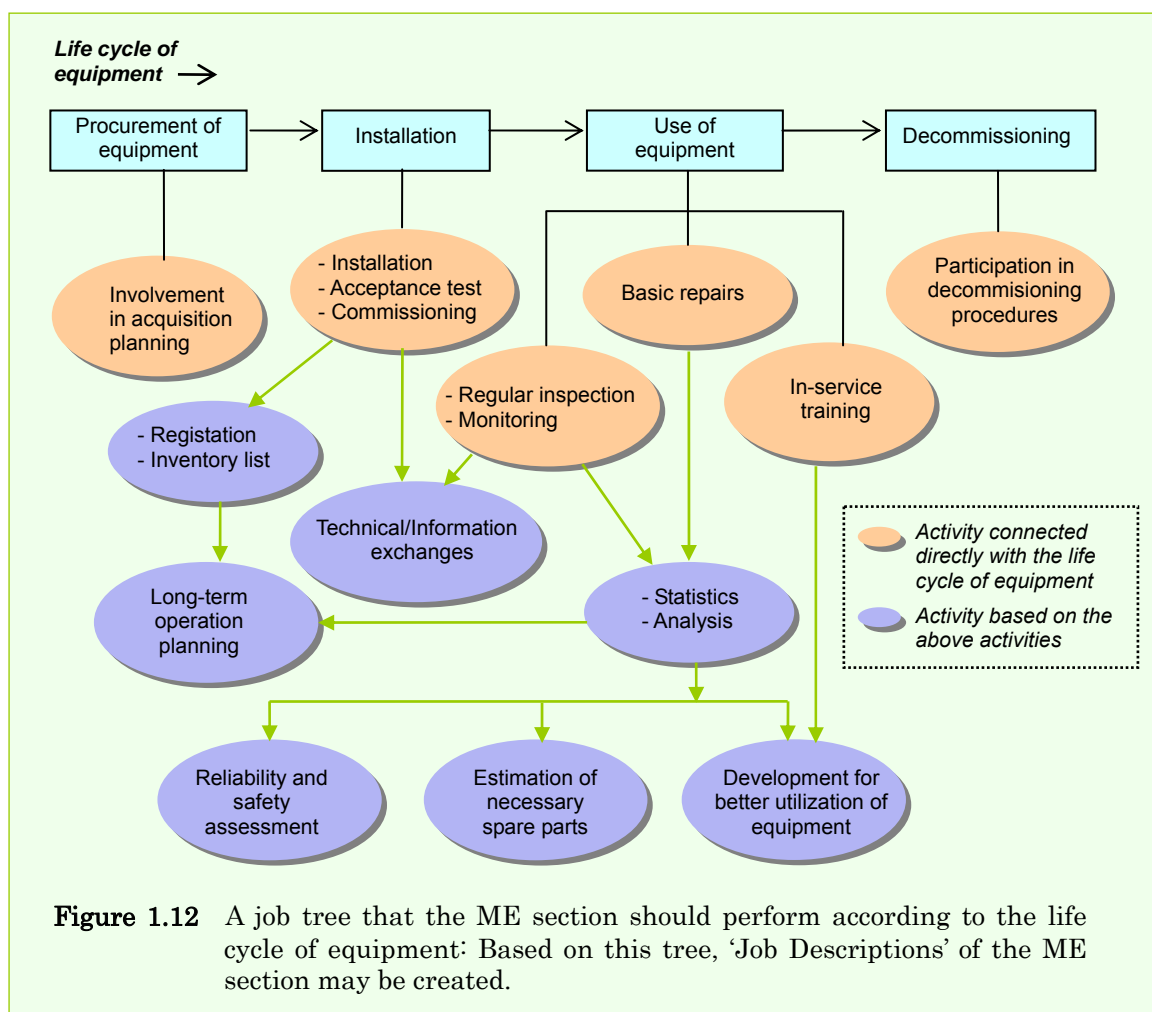 Life cycle of
equipment
Procurement of
equipment
Installation
Use of
equipment
Decommissioning
Involvement
in acquisition
planning
- Installation
- Acceptance test
- Commissioning
Basic repairs
Participation in
decommisioning
procedures
- Regular inspection
- Monitoring
In-service
training
- Registation
- Inventory list
Technical/Information
exchanges
Activity connected
directly with the life
cycle of equipment
Activity based on the
above activities
Long-term
operation
planning
- Statistics
- Analysis
Reliability and
safety
assessment
Estimation of
necessary
spare parts
Development for
better utilization of
equipment
Figure 1.12 A job tree that the ME section should perform according to the life
cycle of equipment: Based on this tree, ‘Job Descriptions’ of the ME
section may be created.